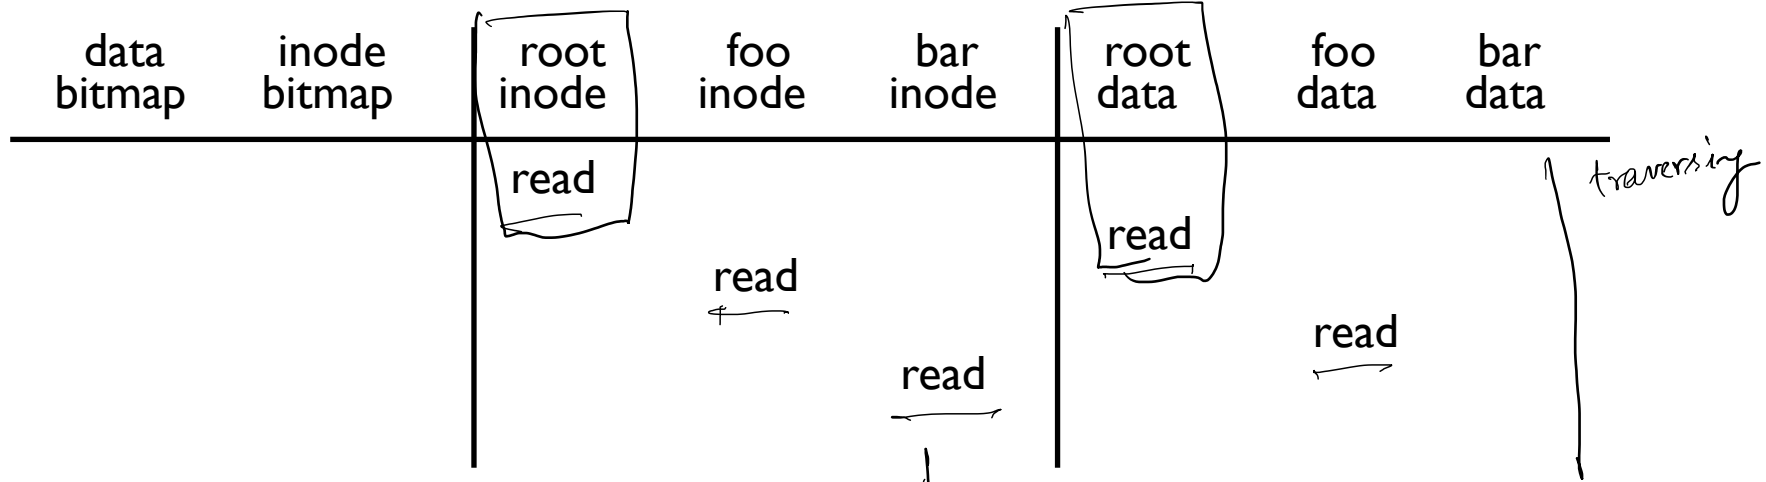 data inode root foo bar root foo bar
bitmap bitmap inode inode inode data data data
read
traversing
read
read
read
read